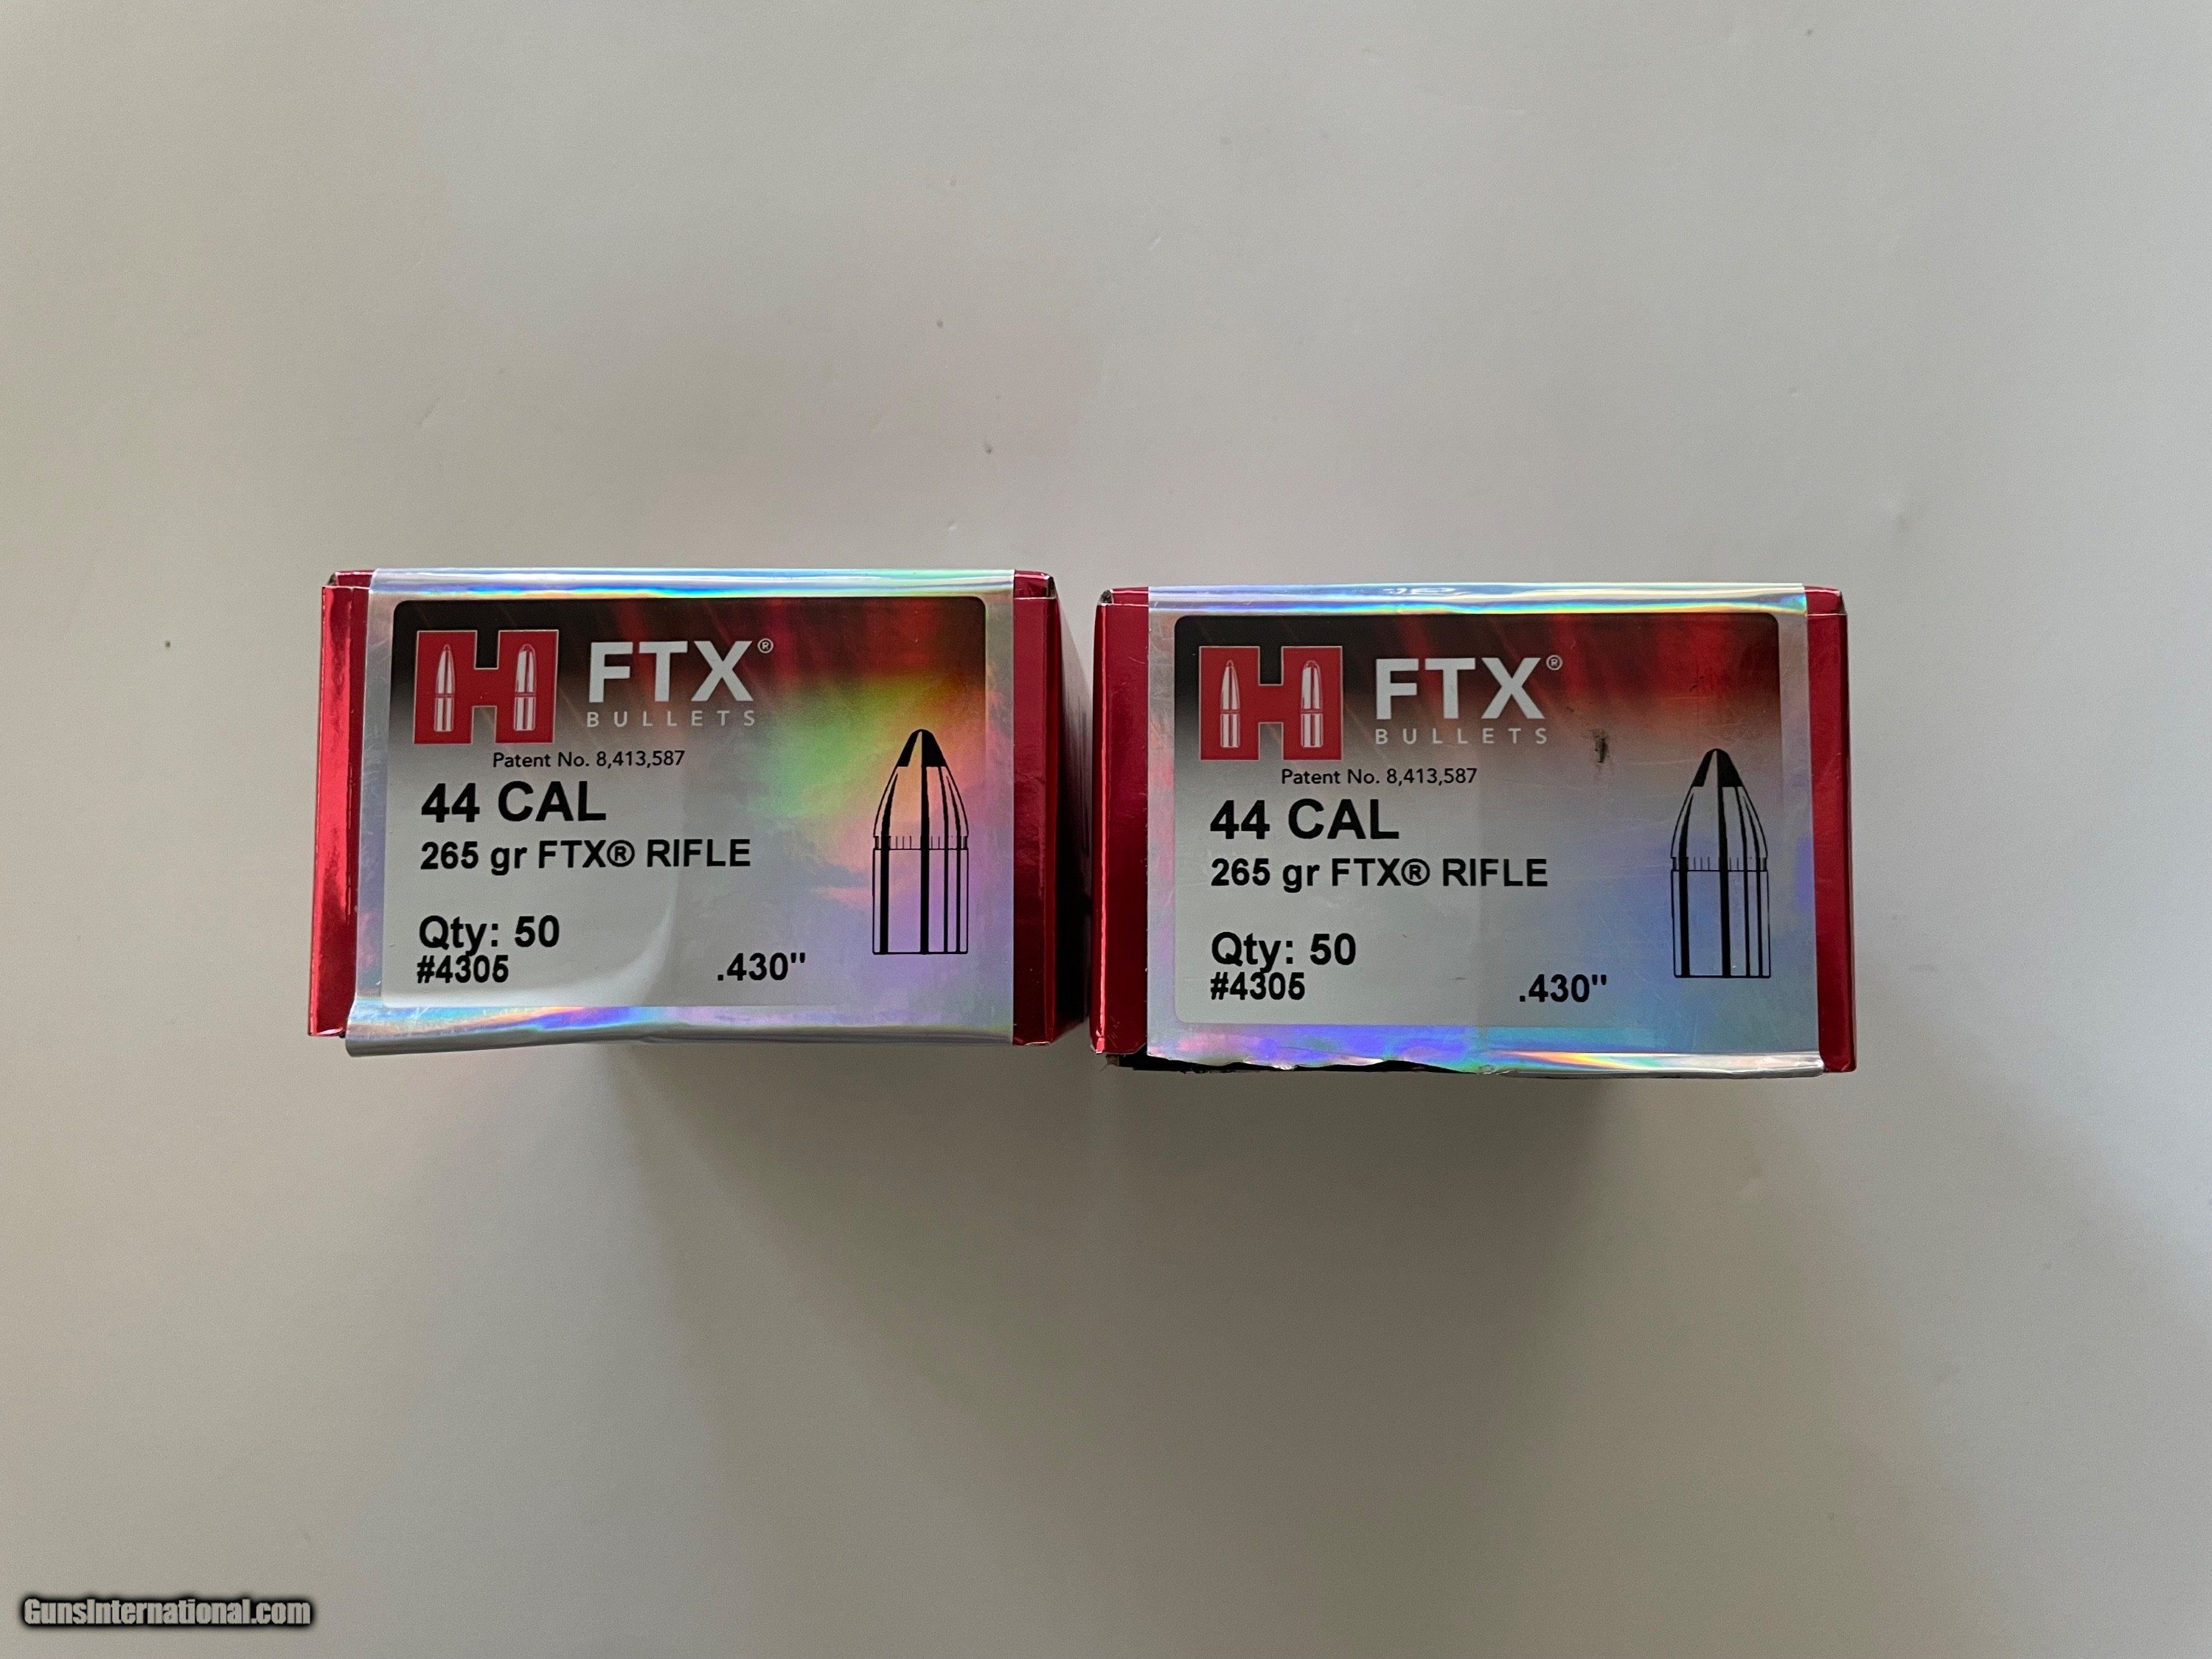 FTX®
BULLETS
Patent No. 8,413,587
44 CAL
265 gr FTX® RIFLE
Qty: 50
#4305
.430"
FTX®
BULLETS
Patent No. 8,413,587
44 CAL
265 gr FTX® RIFLE
Qty: 50
#4305
.430"
GunsInternational.com